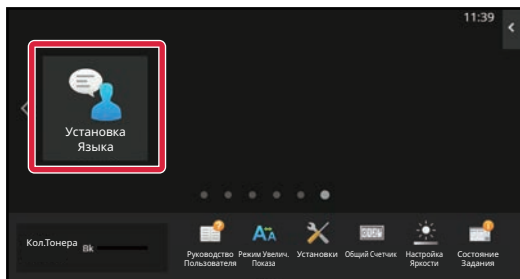 11:39
Установка
Языка
Кол.Тонера
Bk
Руководство
Пользователя
Режим Увелич.
Показа
Установки
Общий Счетчик
Настройка
Яркости
Состояние
Задания